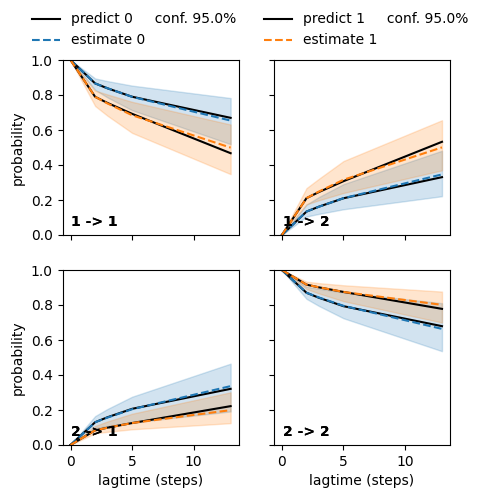 predict 0 conf. 95.0% predict 1 conf. 95.0%
estimate 0 estimate 1
1.0
0.8
0.6
0.4
0.2
0.0
probability
1 -> 1
1 -> 2
1.0
0.8
0.6
0.4
0.2
0.0
probability
2 -> 1
2 -> 2
0 5 10
0 5 10
lagtime (steps)
lagtime (steps)